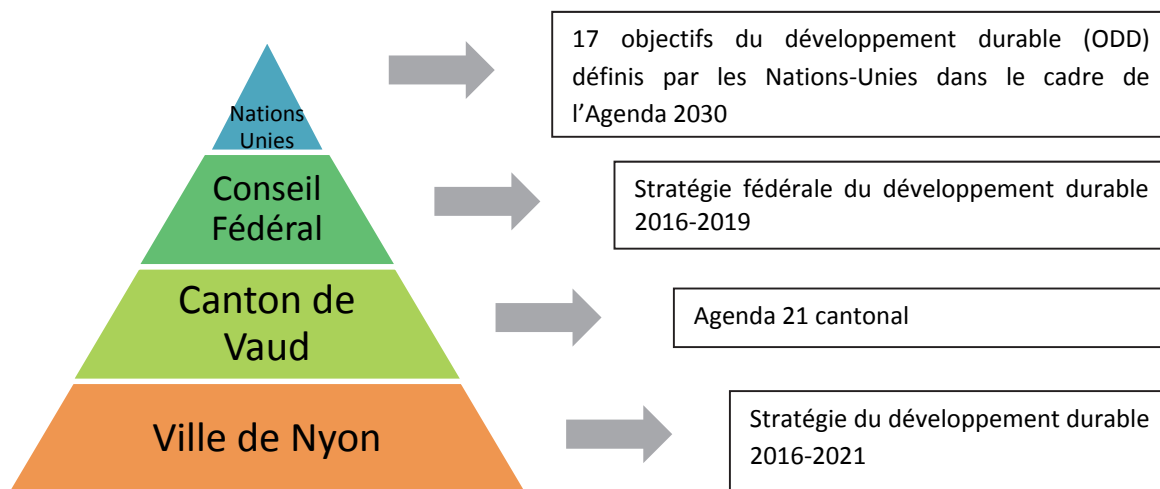 Nations
Unies
17 objectifs du développement durable (ODD)
définis par les Nations-Unies dans le cadre de
l'Agenda 2030
Conseil
Fédéral
Stratégie fédérale du développement durable
2016-2019
Canton de
Vaud
Agenda 21 cantonal
Ville de Nyon
Stratégie du développement durable
2016-2021